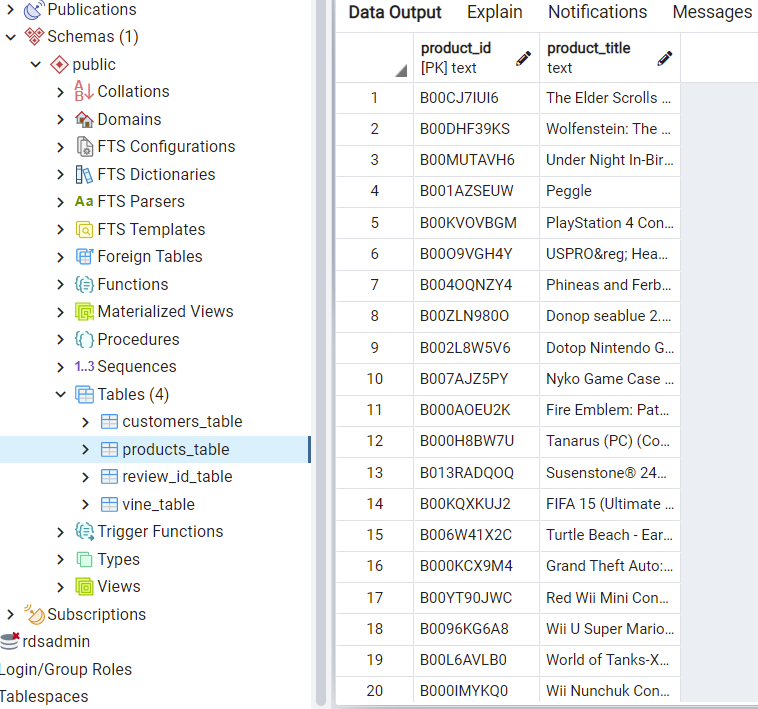 Publications
Schemas (1)
public
Collations
Domains
FTS Configurations
FTS Dictionaries
Aa FTS Parsers
FTS Templates
Foreign Tables
Functions
Materialized Views
Procedures
1..3 Sequences
Tables (4)
customers_table
products_table
review_id_table
vine_table
Trigger Functions
Types
Views
Subscriptions
rdsadmin
Login/Group Roles
Tablespaces
Data Output Explain Notifications Messages
product_id product_title
[PK] text text
1 B00CJ7IUI6 The Elder Scrolls ...
2 B00DHF39KS Wolfenstein: The ...
3 B00MUTAVH6 Under Night In-Bir...
4 B001AZSEUW Peggle
5 B00KVOVBGM PlayStation 4 Con...
6 B00O9VGH4Y USPRO&reg; Hea...
7 B004OQNZY4 Phineas and Ferb...
8 B00ZLN980O Donop seablue 2....
9 B002L8W5V6 Dotop Nintendo G...
10 B007AJZ5PY Nyko Game Case ...
11 B000AOEU2K Fire Emblem: Pat...
12 B000H8BW7U Tanarus (PC) (Co...
13 B013RADQOQ Susenstone® 24...
14 B00KQXKUJ2 FIFA 15 (Ultimate ...
15 B006W41X2C Turtle Beach - Ear...
16 B000KCX9M4 Grand Theft Auto:...
17 B00YT90JWC Red Wii Mini Con...
18 B0096KG6A8 Wii U Super Mario...
19 B00L6AVLB0 World of Tanks-X...
20 B000IMYKQ0 Wii Nunchuk Con...